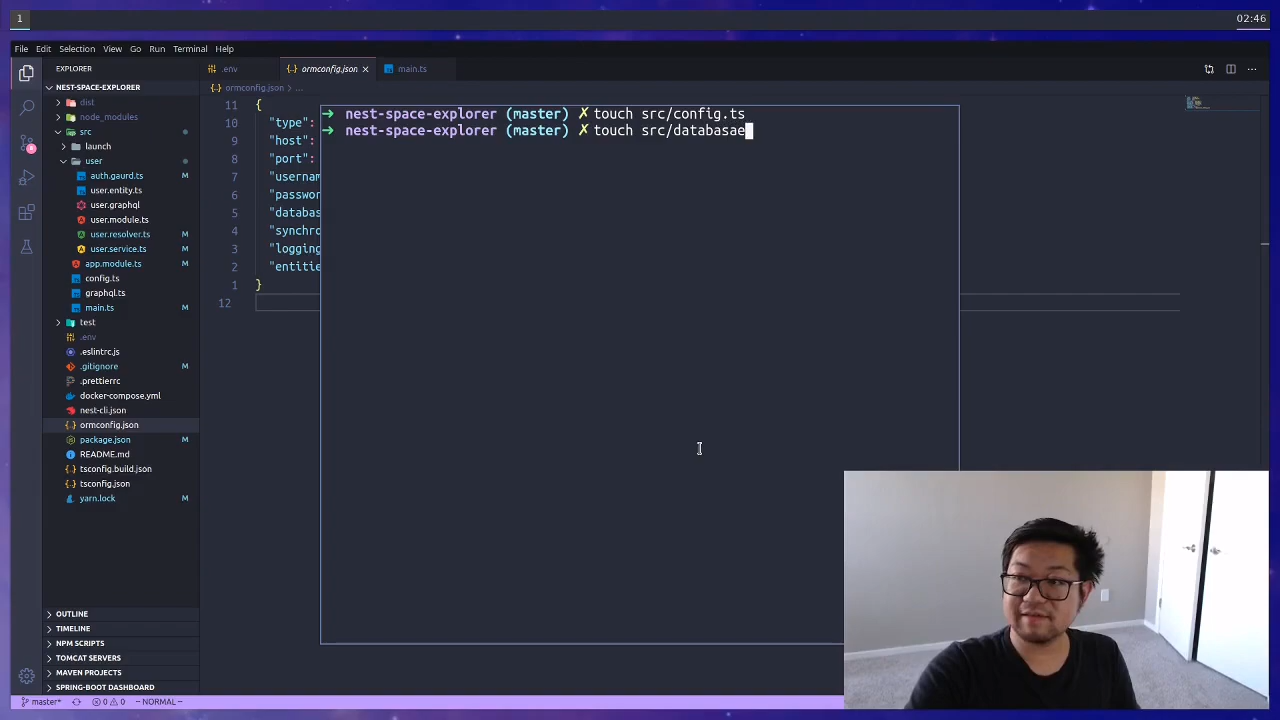 1
02:46
File Edit Selection View Go Run Terminal Help
EXPLORER
.env
ormconfig.json
main.ts
NEST-SPACE-EXPLORER
ormconfig.json > ...
dist
node_modules
src
launch
user
auth.gaurd.ts M
user.entity.ts
user.graphql
user.module.ts
user.resolver.ts M
user.service.ts M
app.module.ts M
config.ts
graphql.ts
main.ts M
test
.env
.eslintrc.js
.gitignore M
.prettierrc
docker-compose.yml
nest-cli.json
ormconfig.json
package.json M
README.md
tsconfig.build.json
tsconfig.json
yarn.lock M
OUTLINE
TIMELINE
NPM SCRIPTS
TOMCAT SERVERS
MAVEN PROJECTS
SPRING-BOOT DASHBOARD
11 {
10 "type":
9 "host":
8 "port":
7 "usernam
6 "passwor
5 "databas
4 "synchro
3 "logging
2 "entitie
1 }
12
➜ nest-space-explorer (master) ✗ touch src/config.ts
➜ nest-space-explorer (master) ✗ touch src/databasae
master* 0 0 -- NORMAL --